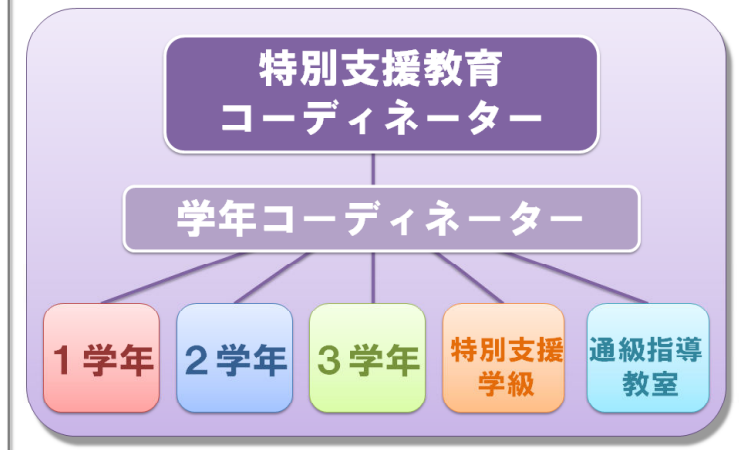 特別支援教育
コーディネーター
学年コーディネーター
1学年
2学年
3学年
特別支援
学級
通級指導
教室